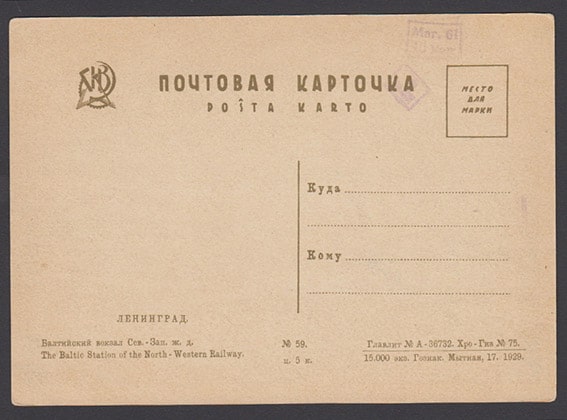 ПОЧТОВАЯ КАРТОЧКА
POŜTA KARTO
МЕСТО
ДЛЯ
МАРКИ
Куда
Кому
ЛЕНИНГРАД.
Балтийский вокзал Сев.-Зап. ж. д.
The Baltic Station of the North-Western Railway.
№ 59.
ц. 5 к.
Главлит № А-36732. Хро-Гиз № 75.
15.000 экз. Гознак. Мытная, 17. 1929.